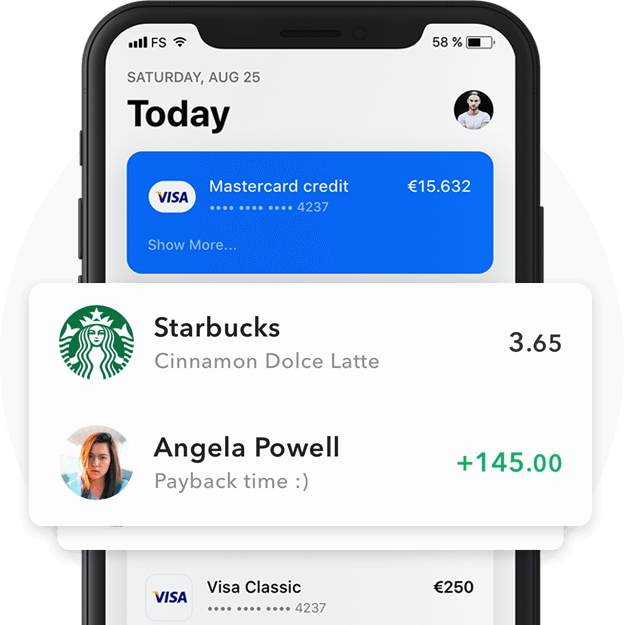 FS
58 %
SATURDAY, AUG 25
Today
VISA
Mastercard credit
€15.632
•••• •••• •••• 4237
Show More...
Starbucks
3.65
Cinnamon Dolce Latte
Angela Powell
+145.00
Payback time :)
VISA
Visa Classic
€250
•••• •••• •••• 4237